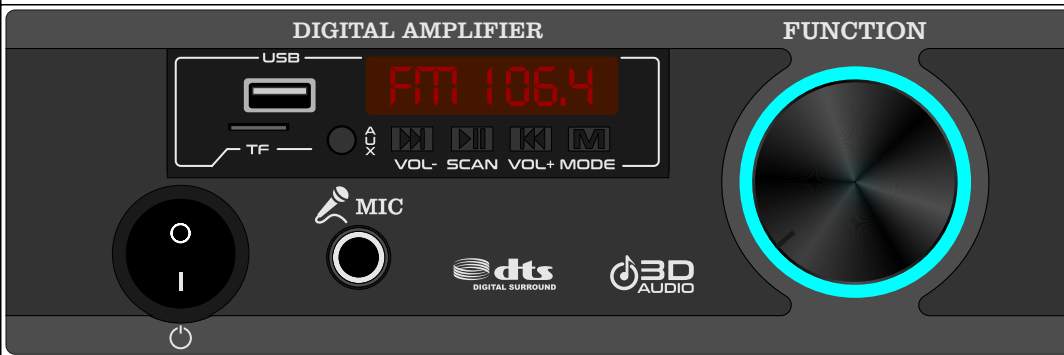 DIGITAL AMPLIFIER
FUNCTION
USB
FM 106.4
TF
AUX
M
VOL- SCAN VOL+ MODE
MIC
dts
DIGITAL SURROUND
3D
AUDIO